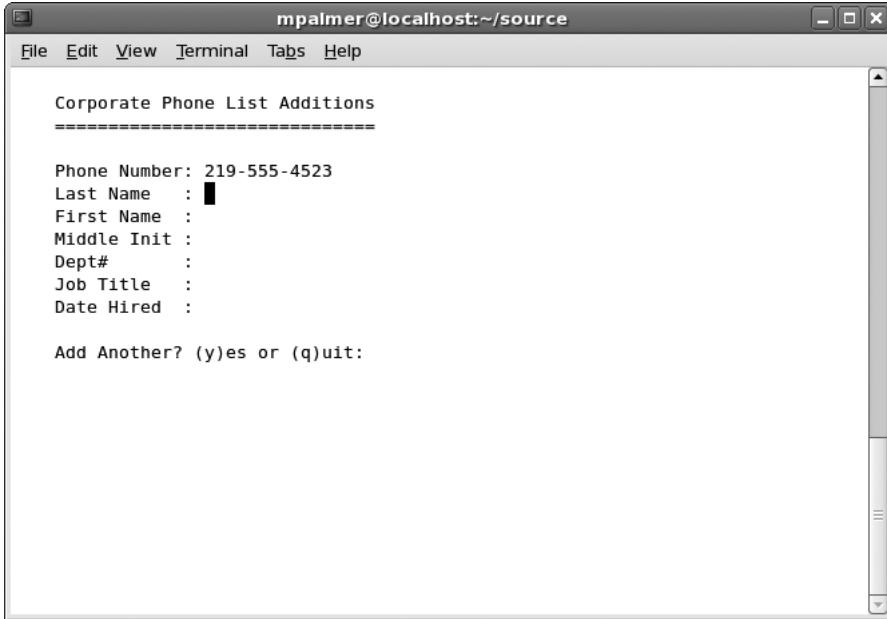 mpalmer@localhost:~/source
File Edit View Terminal Tabs Help
Corporate Phone List Additions
==============================
Phone Number: 219-555-4523
Last Name   :
First Name  :
Middle Init :
Dept#       :
Job Title   :
Date Hired  :
Add Another? (y)es or (q)uit: